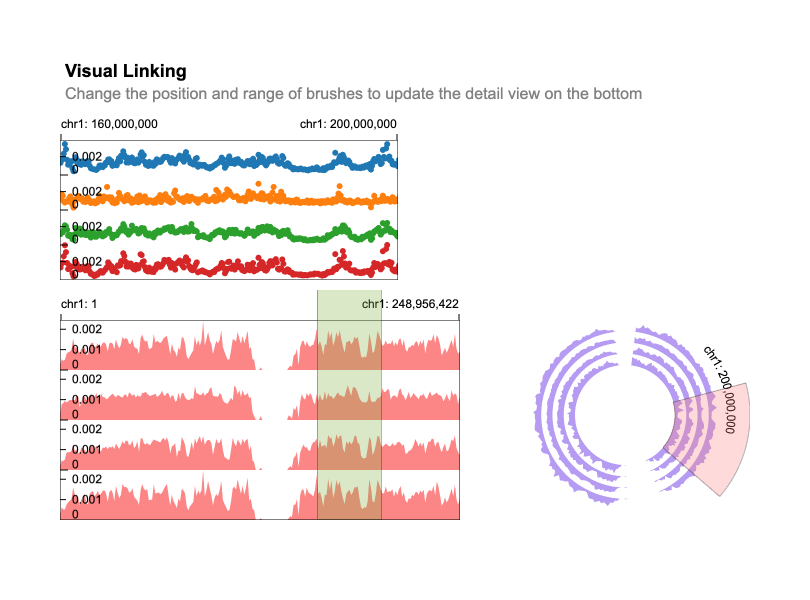 Visual Linking
Change the position and range of brushes to update the detail view on the bottom
chr1: 160,000,000
chr1: 200,000,000
0.002
0
0.002
0
0.002
0
0.002
0
chr1: 1
chr1: 248,956,422
0.002
0.001
0
0.002
0.001
0
0.002
0.001
0
0.002
0.001
0
chr1: 200,000,000